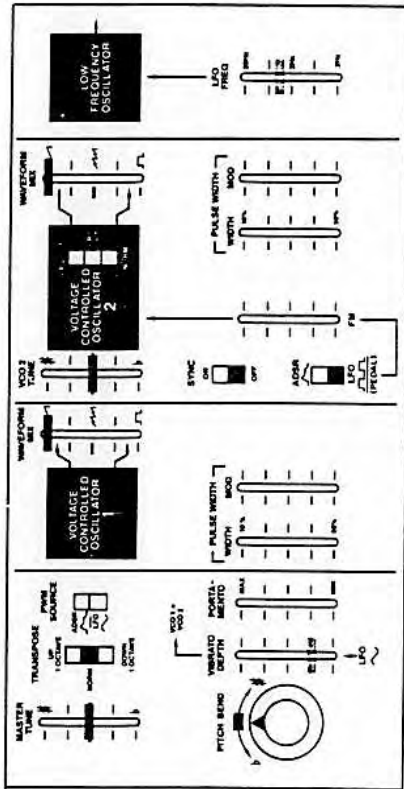 MASTER
TUNE
TRANSPOSE
UP
1 OCTAVE
NORM
DOWN
1 OCTAVE
PWM
SOURCE
ADSR
LFO
PITCH BEND
VIBRATO
DEPTH
VCO 1 +
VCO 2
LFO
PORTA-
MENTO
MAX
VOLTAGE
CONTROLLED
OSCILLATOR
1
WAVEFORM
MIX
PULSE WIDTH
WIDTH
MOD
50%
VCO 2
TUNE
VOLTAGE
CONTROLLED
OSCILLATOR
2
WAVEFORM
MIX
SYNC
ON
OFF
ADSR
LFO
(PEDAL)
FM
PULSE WIDTH
WIDTH
MOD
50%
LOW
FREQUENCY
OSCILLATOR
LFO
FREQ
20Hz